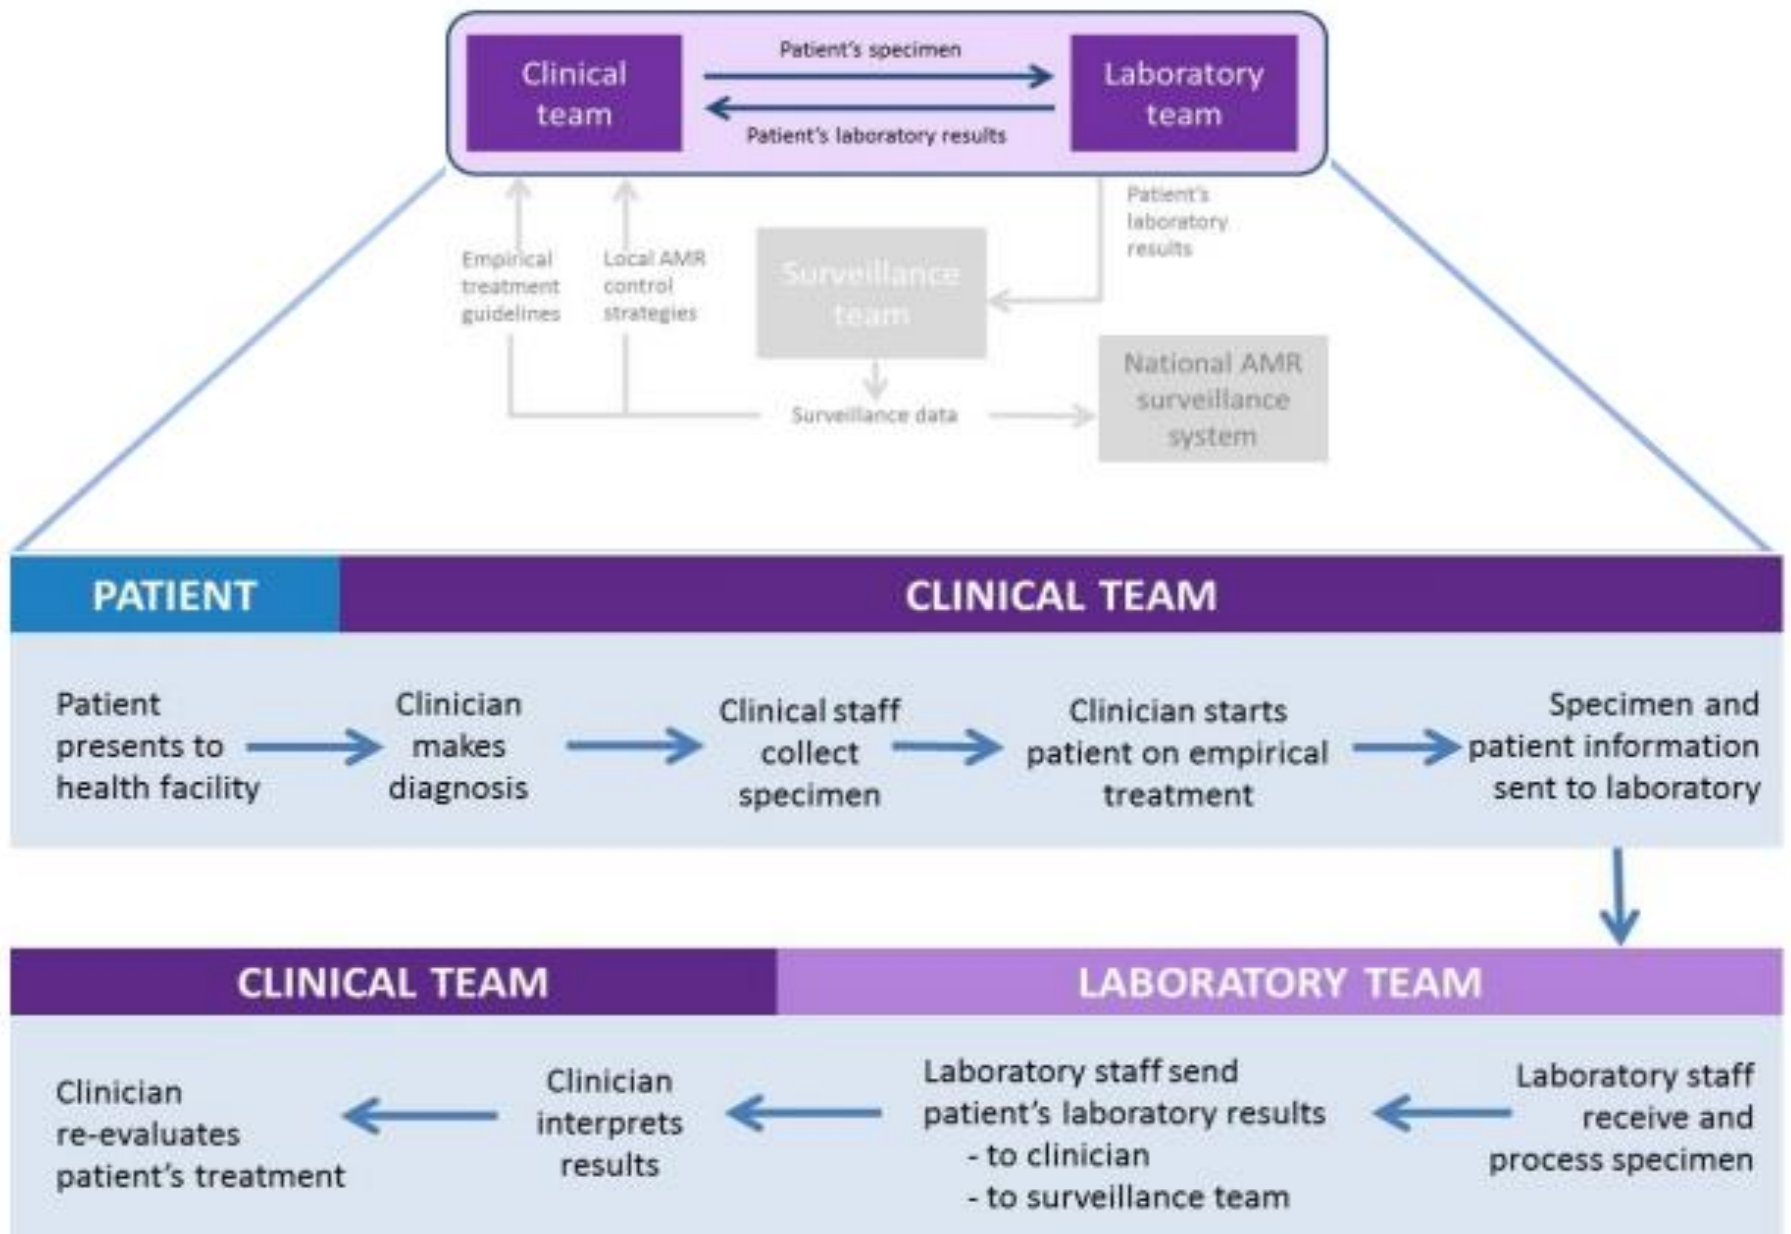 Clinical
team
Patient's specimen
Patient's laboratory results
Laboratory
team
Empirical
treatment
guidelines
Local AMR
control
strategies
Surveillance
team
Patient's
laboratory
results
Surveillance data
National AMR
surveillance
system
PATIENT
CLINICAL TEAM
Patient
presents to
health facility
Clinician
makes
diagnosis
Clinical staff
collect
specimen
Clinician starts
patient on empirical
treatment
Specimen and
patient information
sent to laboratory
CLINICAL TEAM
LABORATORY TEAM
Clinician
re-evaluates
patient's treatment
Clinician
interprets
results
Laboratory staff send
patient's laboratory results
- to clinician
- to surveillance team
Laboratory staff
receive and
process specimen